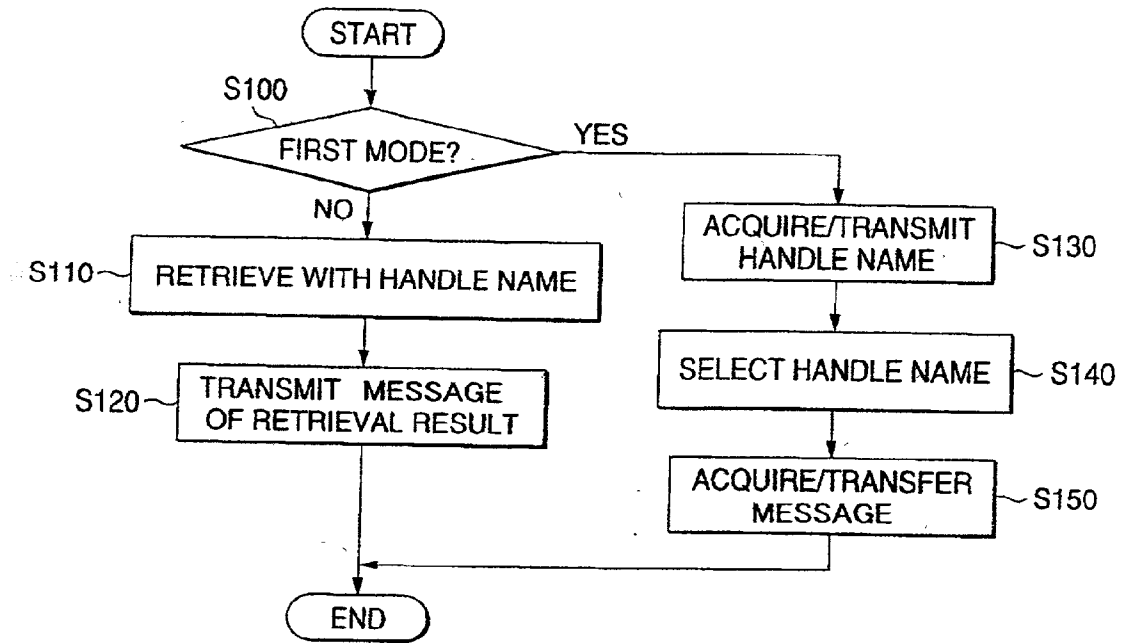 START
S100
FIRST MODE?
YES
NO
ACQUIRE/TRANSMIT
HANDLE NAME
S130
S110
RETRIEVE WITH HANDLE NAME
SELECT HANDLE NAME
S140
S120
TRANSMIT MESSAGE
OF RETRIEVAL RESULT
ACQUIRE/TRANSFER
MESSAGE
S150
END